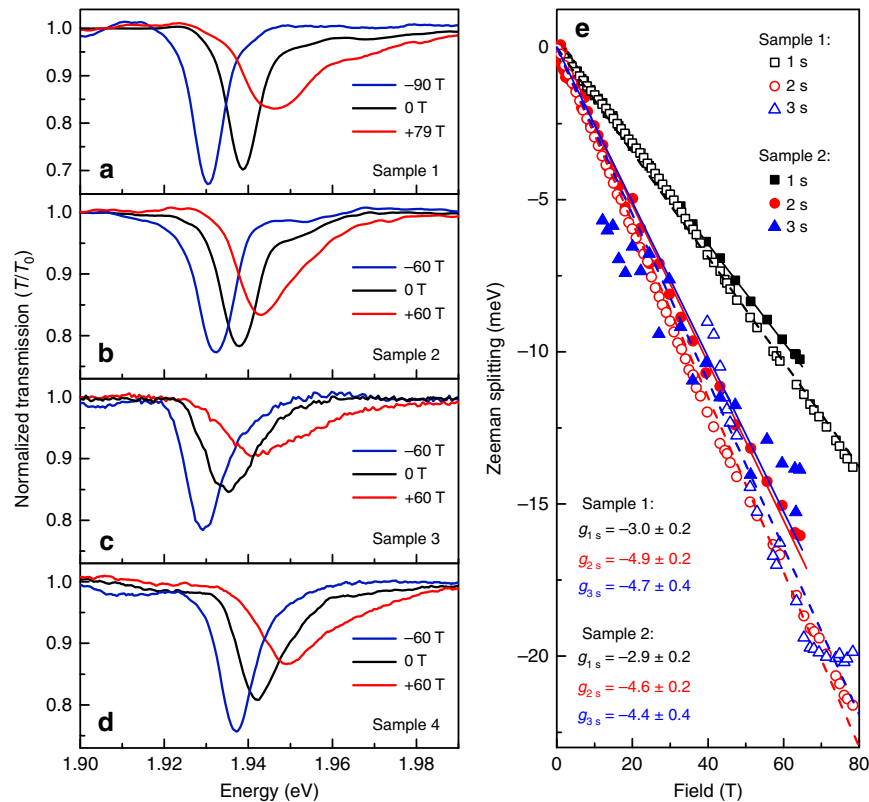 Normalized transmission (T/T0)
1.0
0.9
0.8
0.7
–90 T
0 T
+79 T
a
Sample 1
1.0
0.9
0.8
–60 T
0 T
+60 T
b
Sample 2
1.0
0.9
0.8
–60 T
0 T
+60 T
c
Sample 3
1.0
0.9
0.8
–60 T
0 T
+60 T
d
Sample 4
1.90 1.92 1.94 1.96 1.98
Energy (eV)
e
Zeeman splitting (meV)
0
–5
–10
–15
–20
Sample 1:
1 s
2 s
3 s
Sample 2:
1 s
2 s
3 s
Sample 1:
g1 s = –3.0 ± 0.2
g2 s = –4.9 ± 0.2
g3 s = –4.7 ± 0.4
Sample 2:
g1 s = –2.9 ± 0.2
g2 s = –4.6 ± 0.2
g3 s = –4.4 ± 0.4
0 20 40 60 80
Field (T)